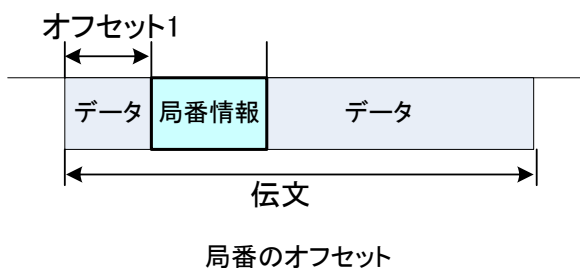 オフセット1
データ 局番情報 データ
伝文
局番のオフセット